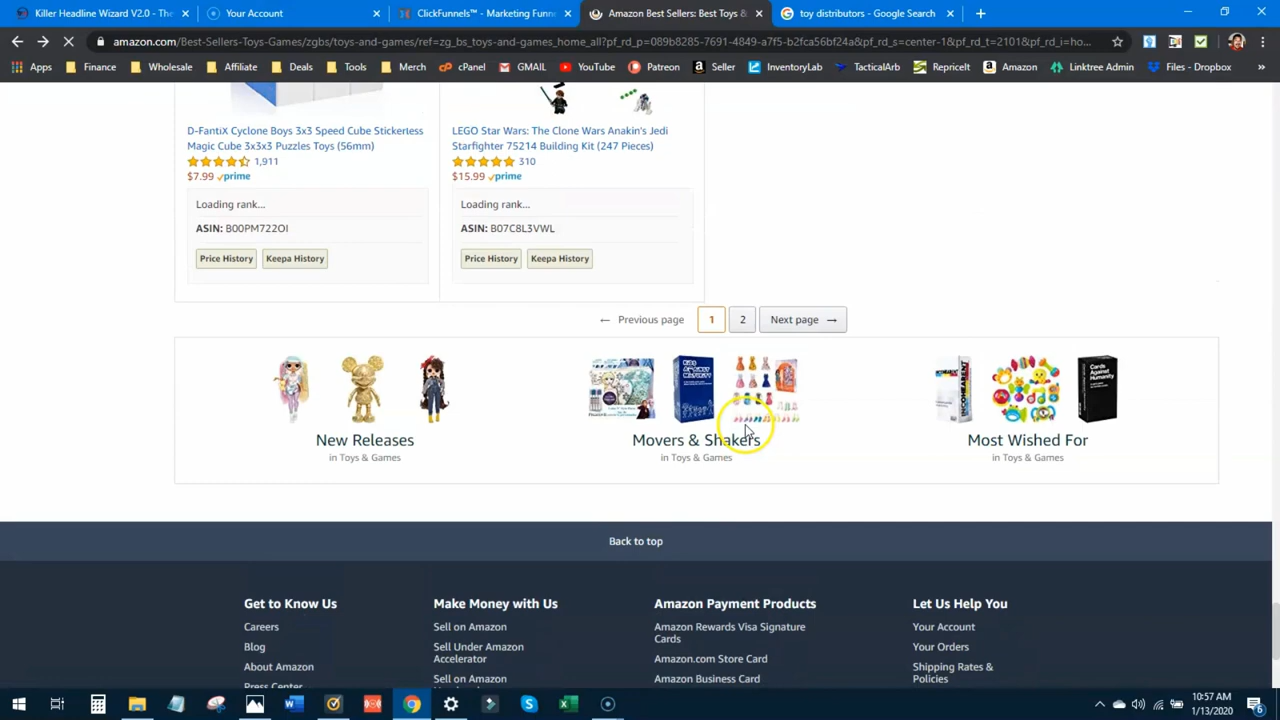 Killer Headline Wizard V2.0 - The
Your Account
ClickFunnels™ - Marketing Funn
Amazon Best Sellers: Best Toys &
toy distributors - Google Search
amazon.com/Best-Sellers-Toys-Games/zgbs/toys-and-games/ref=zg_bs_toys-and-games_home_all?pf_rd_p=089b8285-7691-4849-a7f5-b2fca56bf24a&pf_rd_s=center-1&pf_rd_t=2101&pf_rd_i=ho...
Apps Finance Wholesale Affiliate Deals Tools Merch cPanel GMAIL YouTube Patreon Seller InventoryLab TacticalArb RepriceIt Amazon Linktree Admin Files - Dropbox »
D-FantiX Cyclone Boys 3x3 Speed Cube Stickerless
Magic Cube 3x3x3 Puzzles Toys (56mm)
1,911
$7.99 prime
Loading rank...
ASIN: B00PM722OI
Price History Keepa History
LEGO Star Wars: The Clone Wars Anakin's Jedi
Starfighter 75214 Building Kit (247 Pieces)
310
$15.99 prime
Loading rank...
ASIN: B07C8L3VWL
Price History Keepa History
← Previous page 1 2 Next page →
New Releases
in Toys & Games
Movers & Shakers
in Toys & Games
Most Wished For
in Toys & Games
Back to top
Get to Know Us
Careers
Blog
About Amazon
Press Center
Make Money with Us
Sell on Amazon
Sell Under Amazon
Accelerator
Sell on Amazon
Amazon Payment Products
Amazon Rewards Visa Signature
Cards
Amazon.com Store Card
Amazon Business Card
Let Us Help You
Your Account
Your Orders
Shipping Rates &
Policies
10:57 AM
1/13/2020